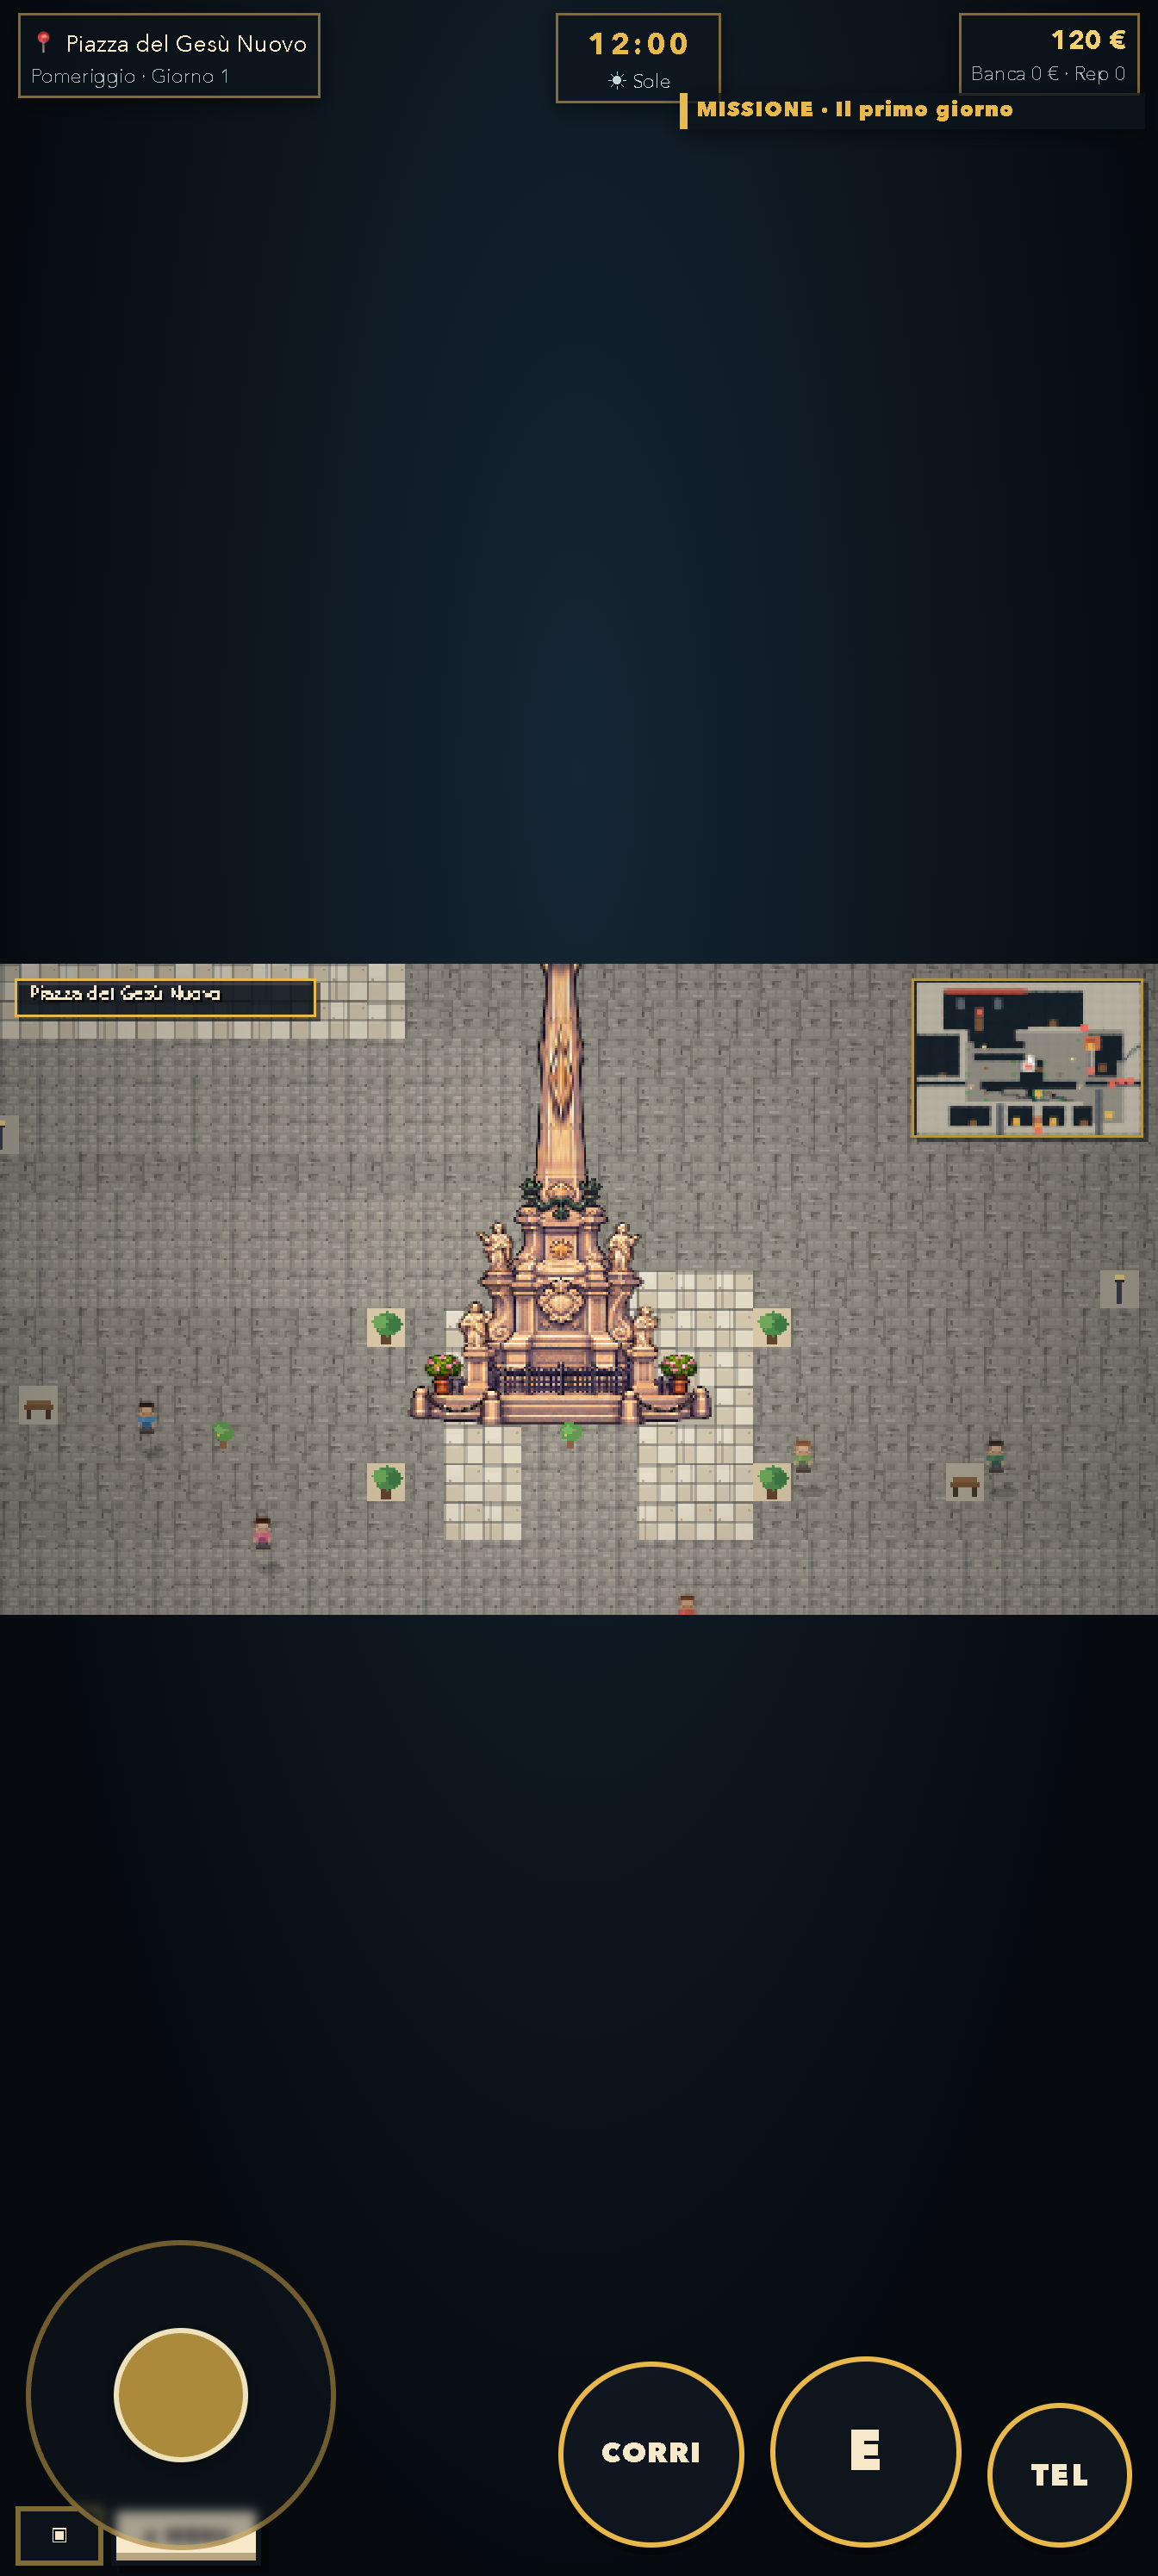 Piazza del Gesù Nuovo
Pomeriggio · Giorno 1
12:00
☀ Sole
120 €
Banca 0 € · Rep 0
MISSIONE · Il primo giorno
Piazza del Gesù Nuovo
CORRI
E
TEL